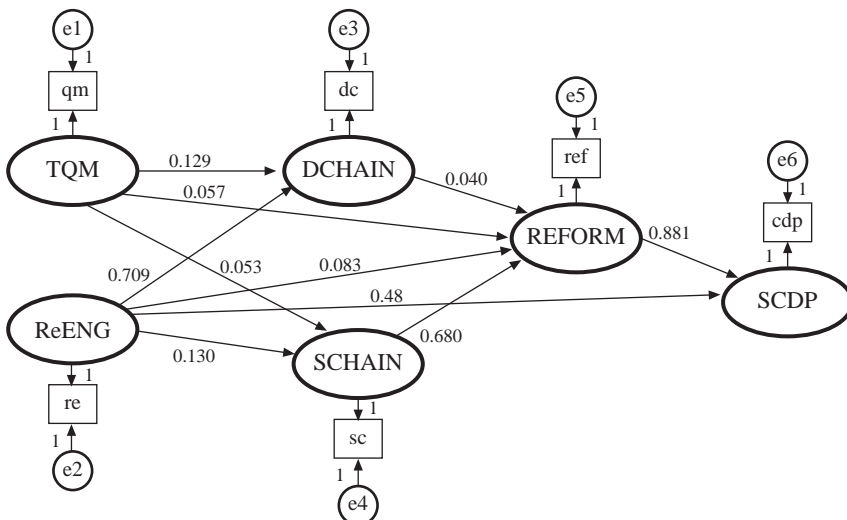 e1
1
qm
1
TQM
e3
1
dc
1
DCHAIN
e5
1
ref
1
REFORM
e6
1
cdp
1
SCDP
0.129
0.057
0.040
0.881
0.709
0.053
0.083
0.48
0.130
0.680
ReENG
1
re
1
e2
SCHAIN
1
sc
1
e4